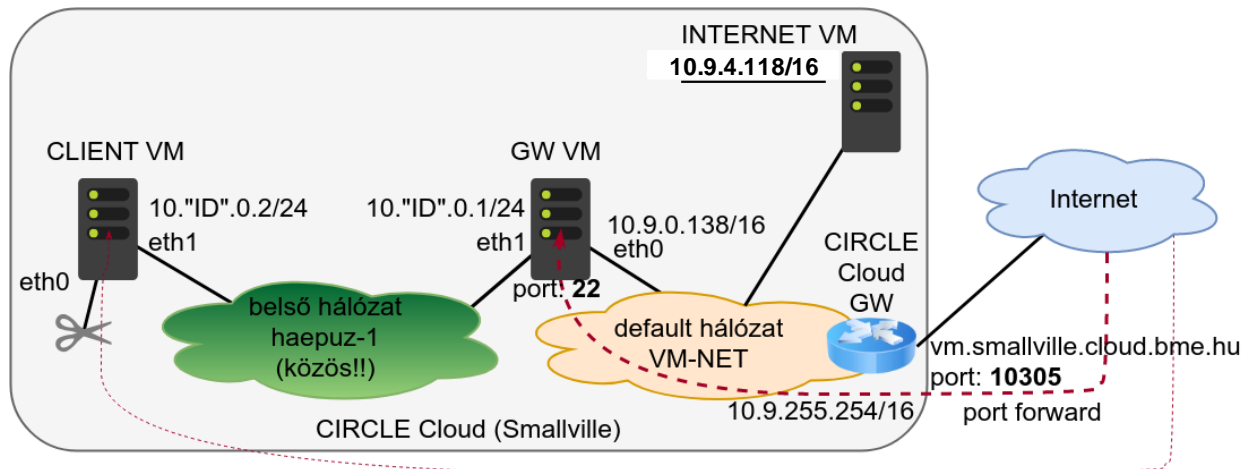 INTERNET VM
10.9.4.118/16
CLIENT VM
GW VM
10."ID".0.2/24
eth1
eth0
10."ID".0.1/24
eth1
10.9.0.138/16
eth0
port: 22
belső hálózat
haepuz-1
(közös!!)
default hálózat
VM-NET
CIRCLE
Cloud
GW
Internet
vm.smallville.cloud.bme.hu
port: 10305
10.9.255.254/16
port forward
CIRCLE Cloud (Smallville)